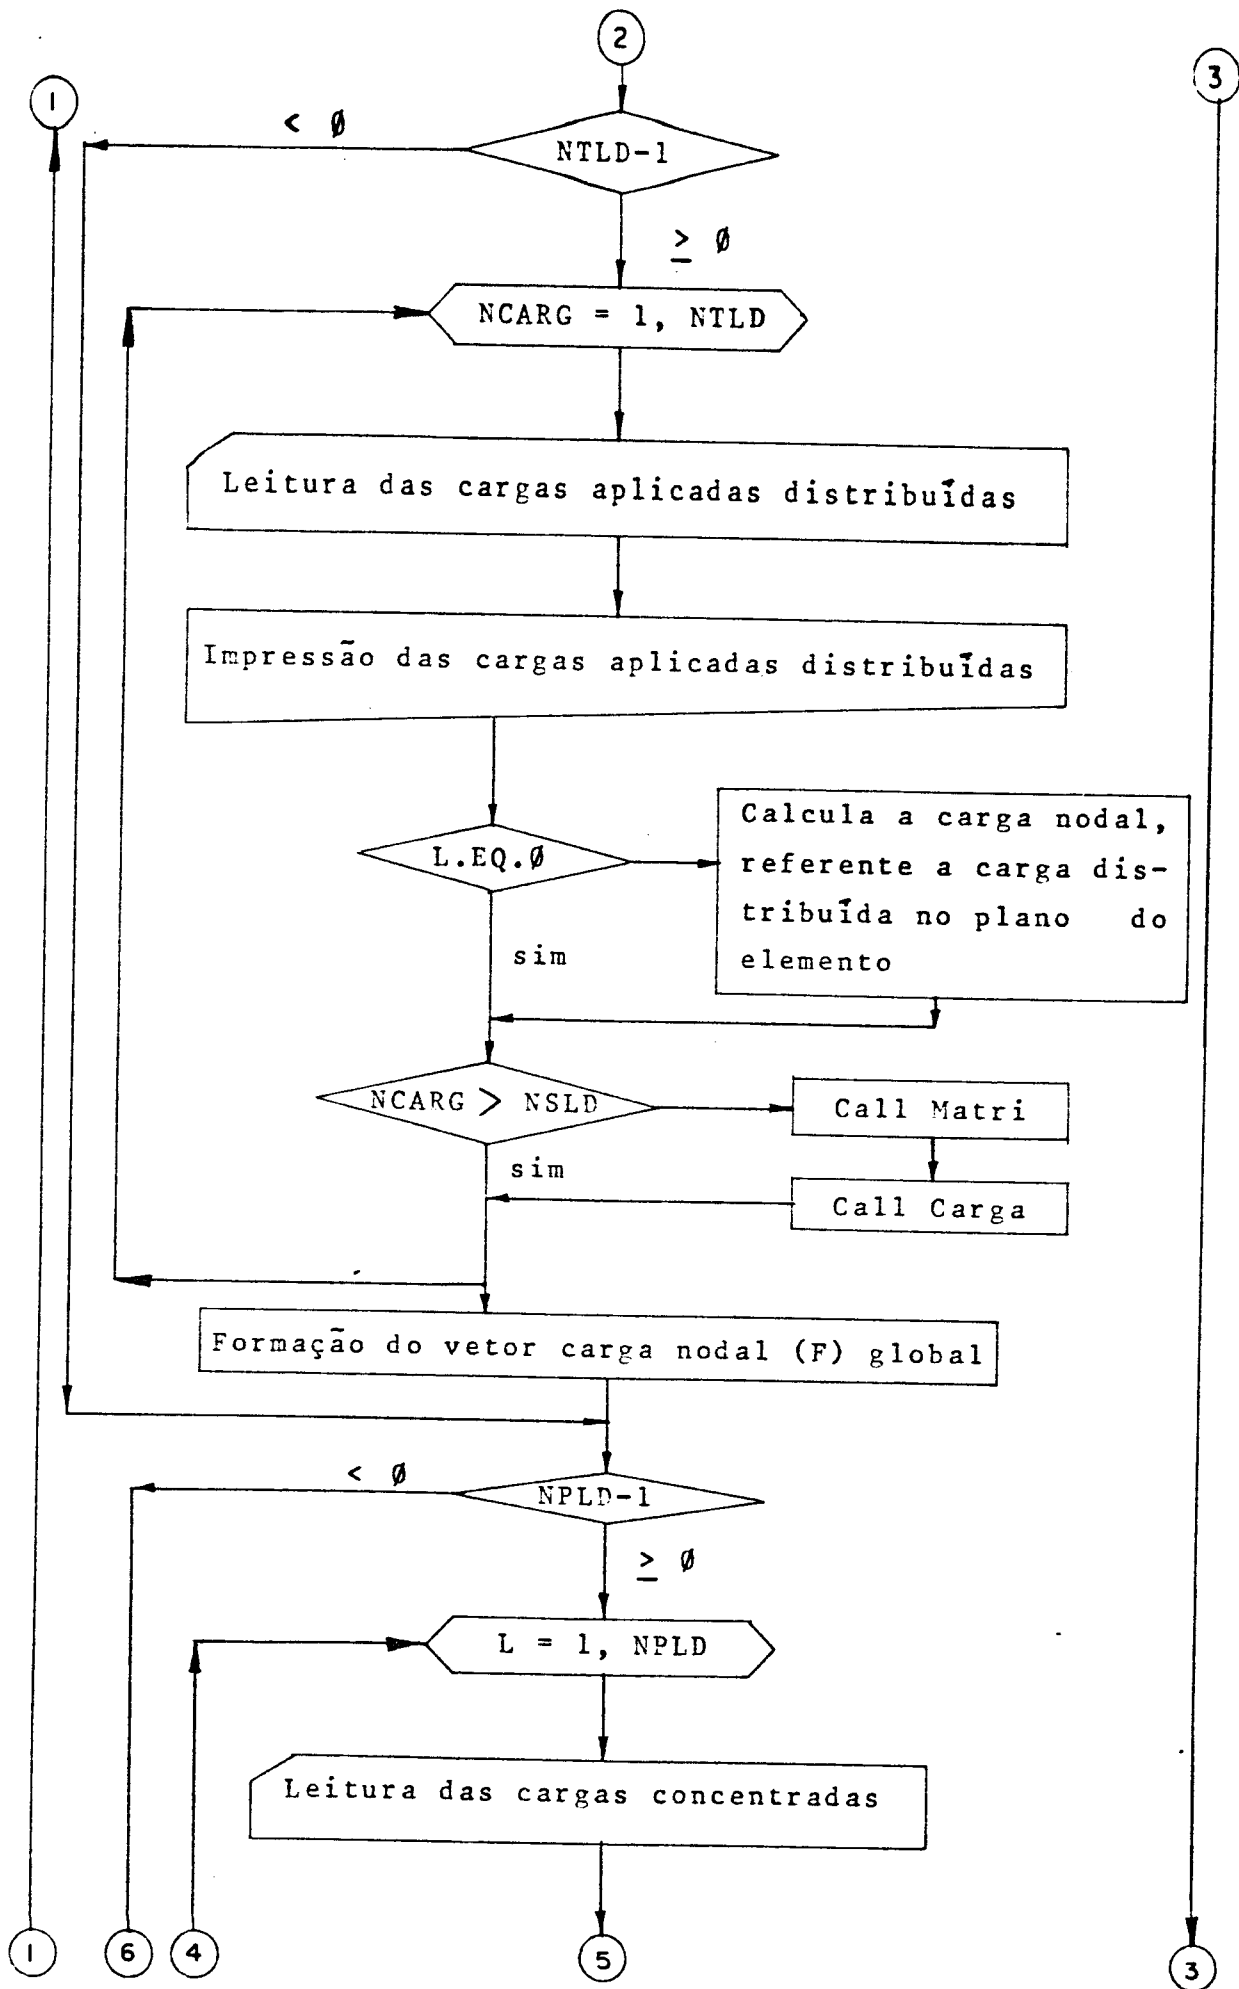 2
3
1
< Ø
NTLD-1
≥ Ø
NCARG = 1, NTLD
Leitura das cargas aplicadas distribuídas
Impressão das cargas aplicadas distribuídas
Calcula a carga nodal,
referente a carga dis-
tribuída no plano do
elemento
L.EQ.Ø
sim
NCARG > NSLD
Call Matri
sim
Call Carga
Formação do vetor carga nodal (F) global
< Ø
NPLD-1
≥ Ø
L = 1, NPLD
Leitura das cargas concentradas
1
6
4
5
3